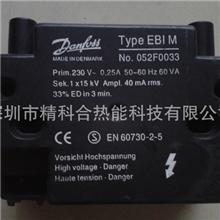 Danfoss
MADE IN DENMARK
Type EBI M
No. 052F0033
Prim. 230 V~ 0,25A 50-60 Hz 60 VA
Sek. 1 x 15 kV Ampl. 40 mA rms.
33% ED in 3 min.
EN 60730-2-5
Vorsicht Hochspannung
High voltage - Danger
Haute tension - Danger
深圳市精科合热能科技有限公司